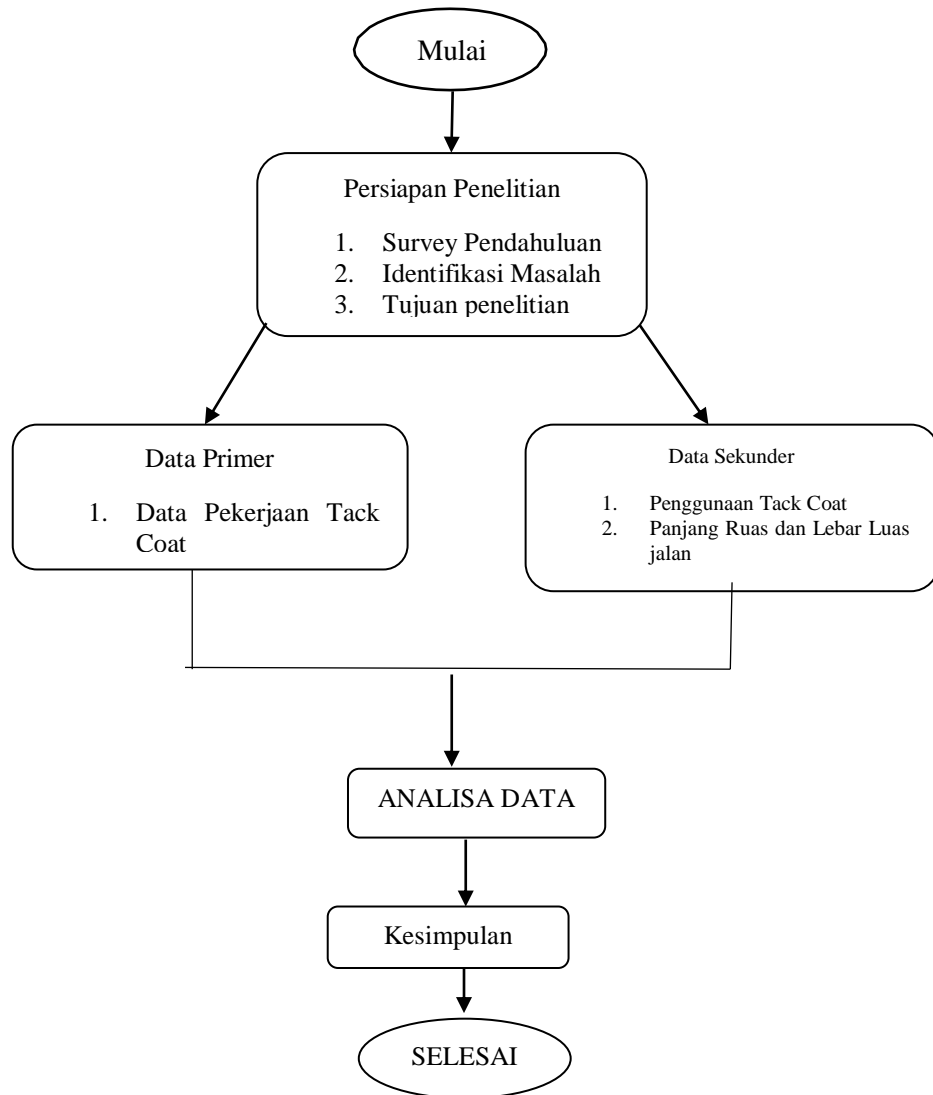 Mulai
Persiapan Penelitian
1. Survey Pendahuluan
2. Identifikasi Masalah
3. Tujuan penelitian
Data Primer
1. Data Pekerjaan Tack
Coat
Data Sekunder
1. Penggunaan Tack Coat
2. Panjang Ruas dan Lebar Luas
jalan
ANALISA DATA
Kesimpulan
SELESAI